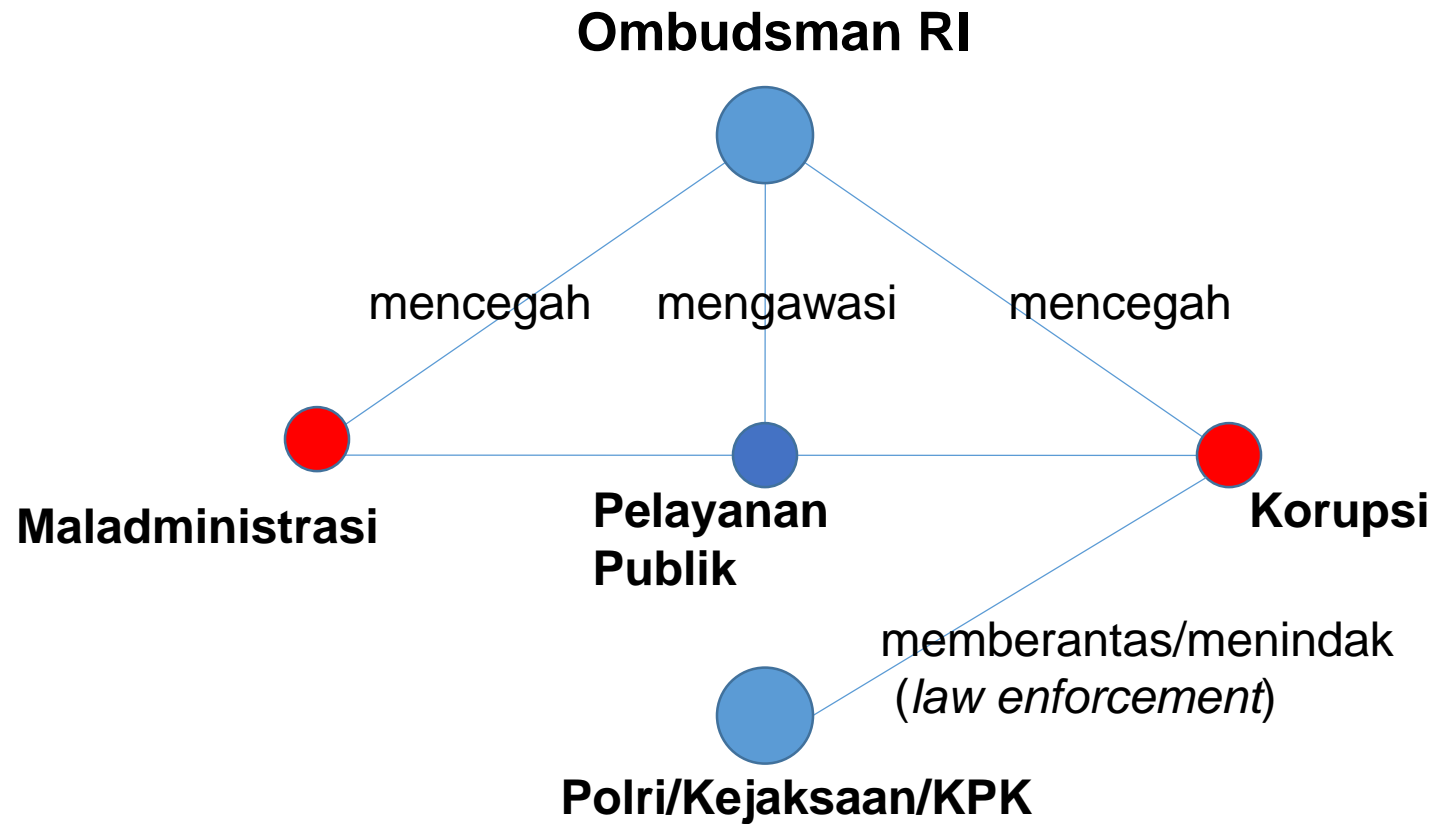 Ombudsman RI
mencegah
mengawasi
mencegah
Maladministrasi
Pelayanan
Publik
Korupsi
memberantas/menindak
(law enforcement)
Polri/Kejaksaan/KPK